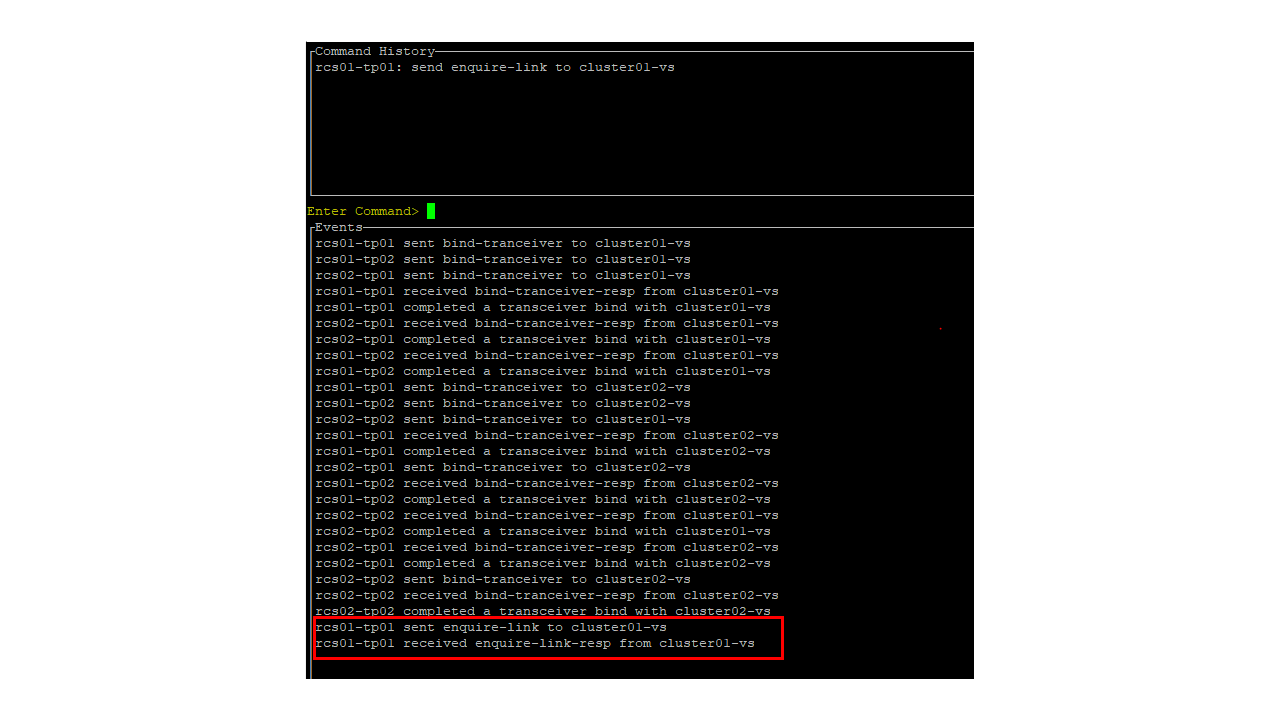 Command History
rcs01-tp01: send enquire-link to cluster01-vs
Enter Command>
Events
rcs01-tp01 sent bind-tranceiver to cluster01-vs
rcs01-tp02 sent bind-tranceiver to cluster01-vs
rcs02-tp01 sent bind-tranceiver to cluster01-vs
rcs01-tp01 received bind-tranceiver-resp from cluster01-vs
rcs01-tp01 completed a transceiver bind with cluster01-vs
rcs02-tp01 received bind-tranceiver-resp from cluster01-vs
rcs02-tp01 completed a transceiver bind with cluster01-vs
rcs01-tp02 received bind-tranceiver-resp from cluster01-vs
rcs01-tp02 completed a transceiver bind with cluster01-vs
rcs01-tp01 sent bind-tranceiver to cluster02-vs
rcs01-tp02 sent bind-tranceiver to cluster02-vs
rcs02-tp02 sent bind-tranceiver to cluster01-vs
rcs01-tp01 received bind-tranceiver-resp from cluster02-vs
rcs01-tp01 completed a transceiver bind with cluster02-vs
rcs02-tp01 sent bind-tranceiver to cluster02-vs
rcs01-tp02 received bind-tranceiver-resp from cluster02-vs
rcs01-tp02 completed a transceiver bind with cluster02-vs
rcs02-tp02 received bind-tranceiver-resp from cluster01-vs
rcs02-tp02 completed a transceiver bind with cluster01-vs
rcs02-tp01 received bind-tranceiver-resp from cluster02-vs
rcs02-tp01 completed a transceiver bind with cluster02-vs
rcs02-tp02 sent bind-tranceiver to cluster02-vs
rcs02-tp02 received bind-tranceiver-resp from cluster02-vs
rcs02-tp02 completed a transceiver bind with cluster02-vs
rcs01-tp01 sent enquire-link to cluster01-vs
rcs01-tp01 received enquire-link-resp from cluster01-vs